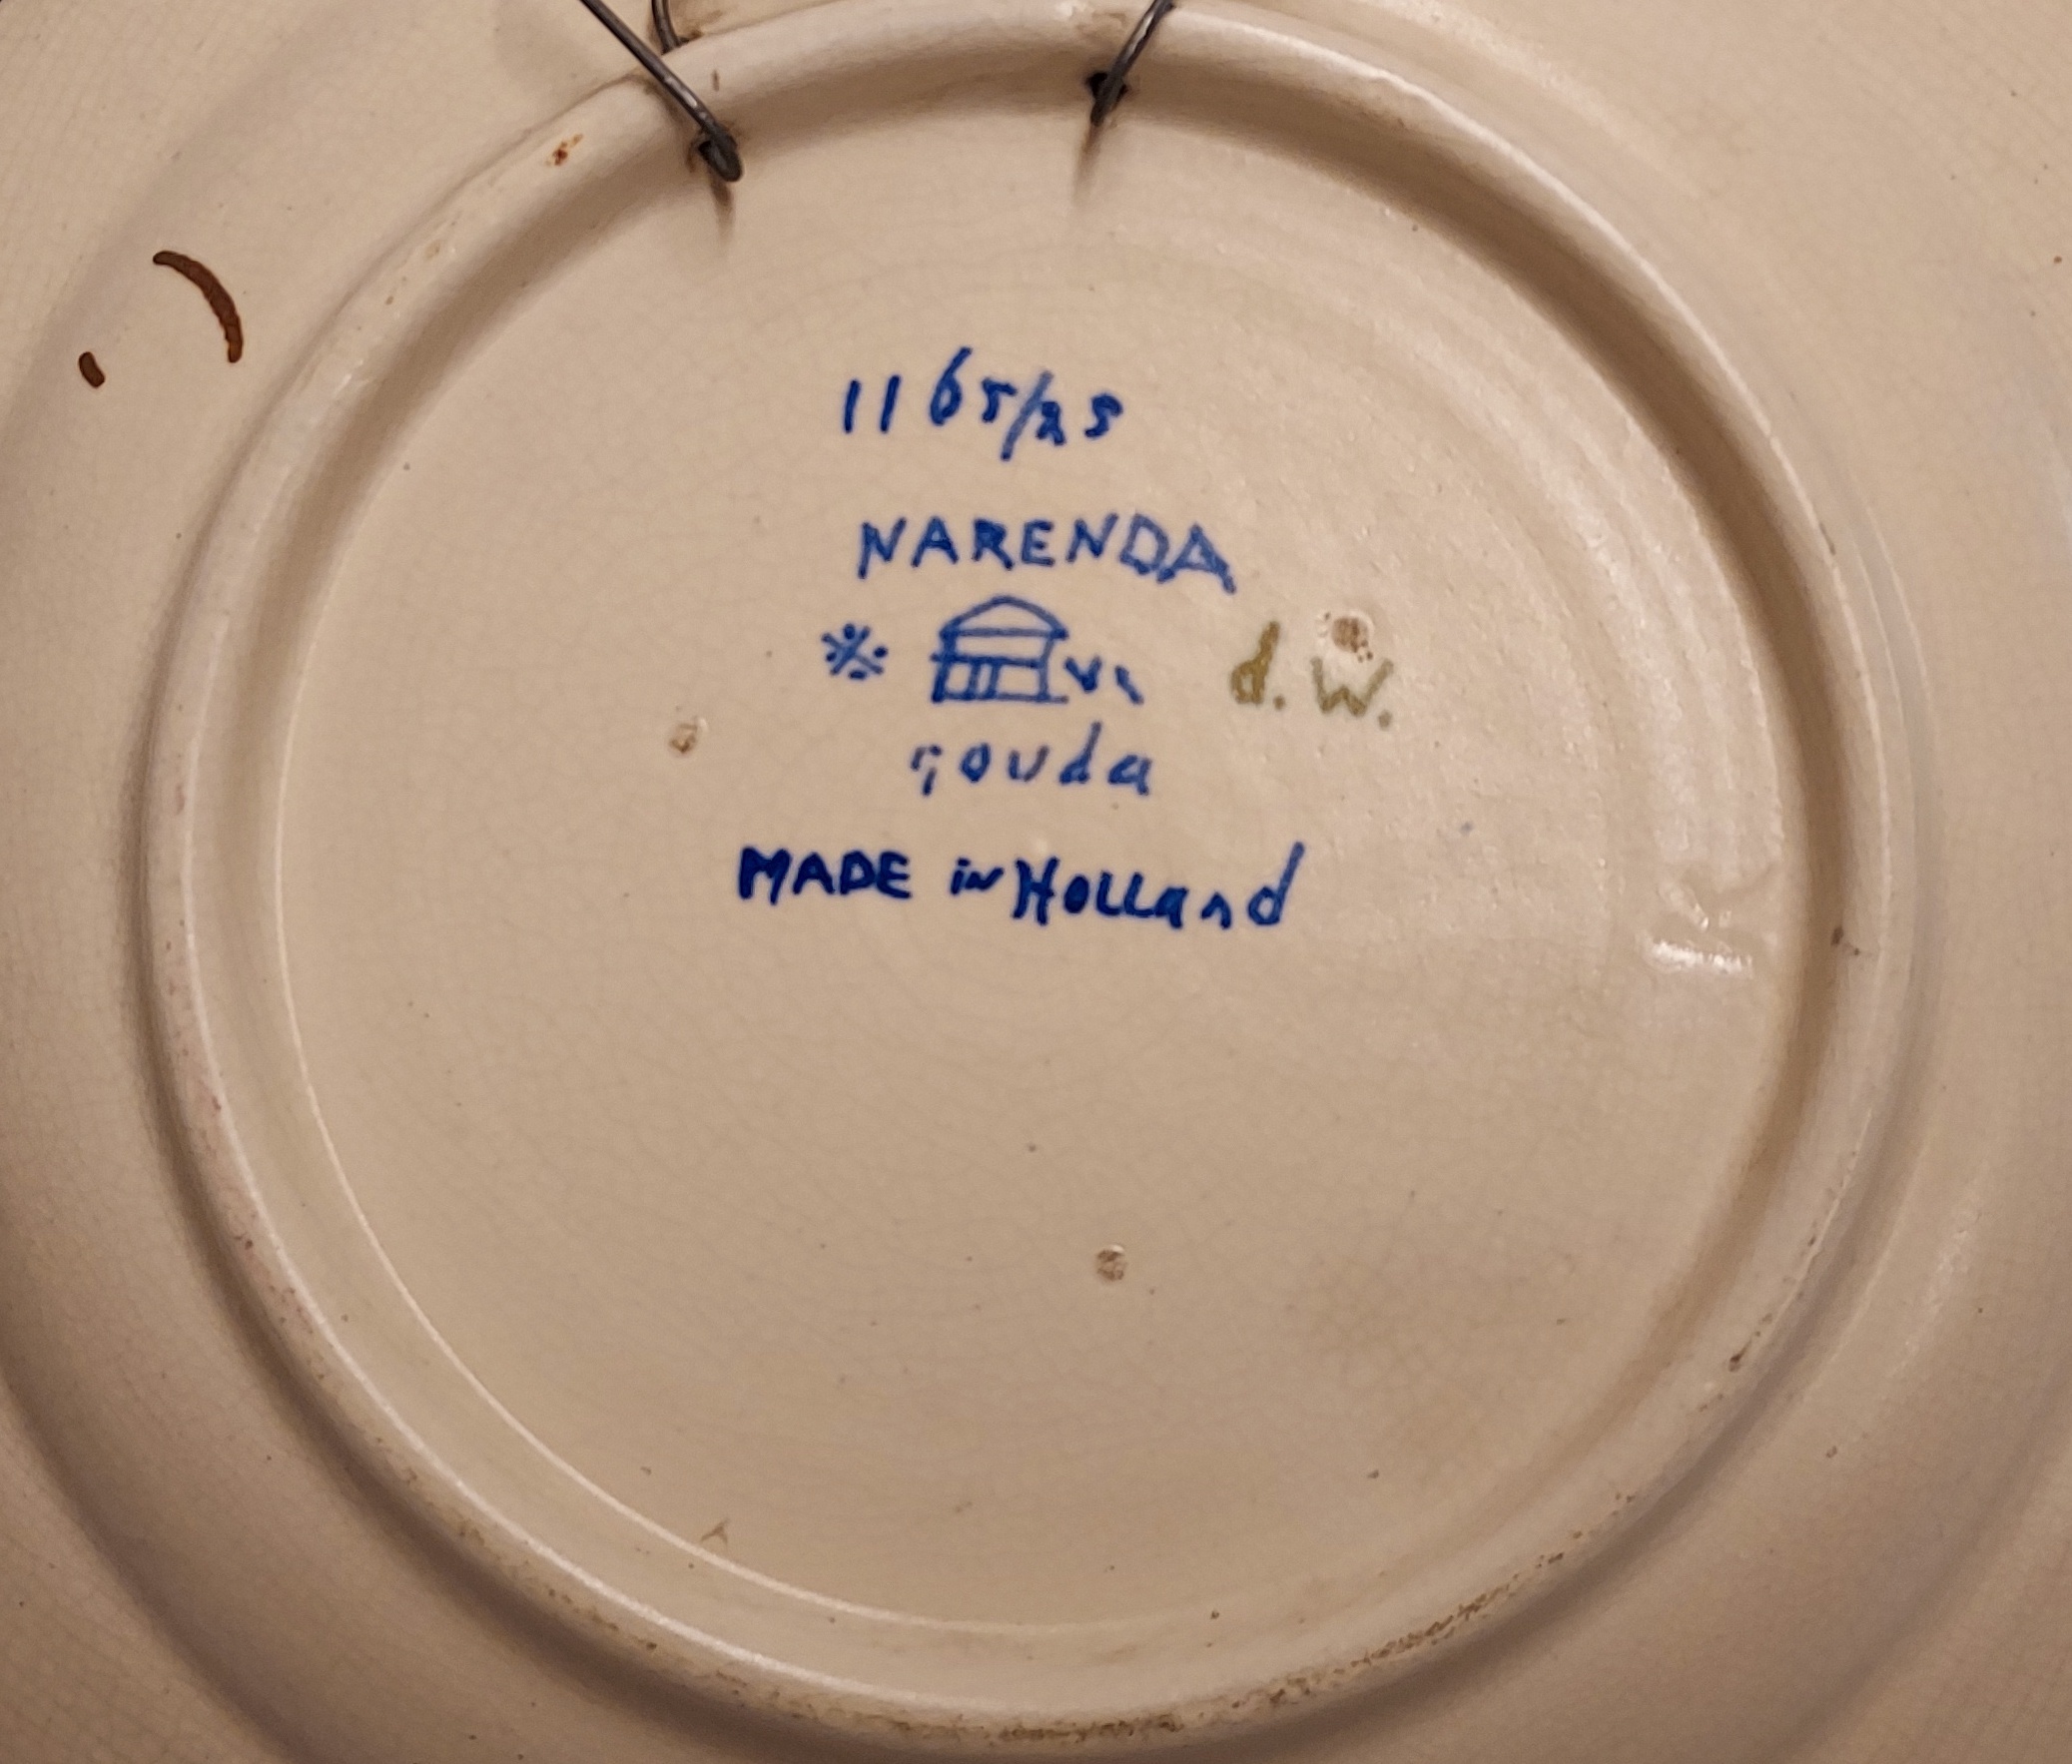 1165/25
NARENDA
※ d.W.
gouda
MADE in Holland